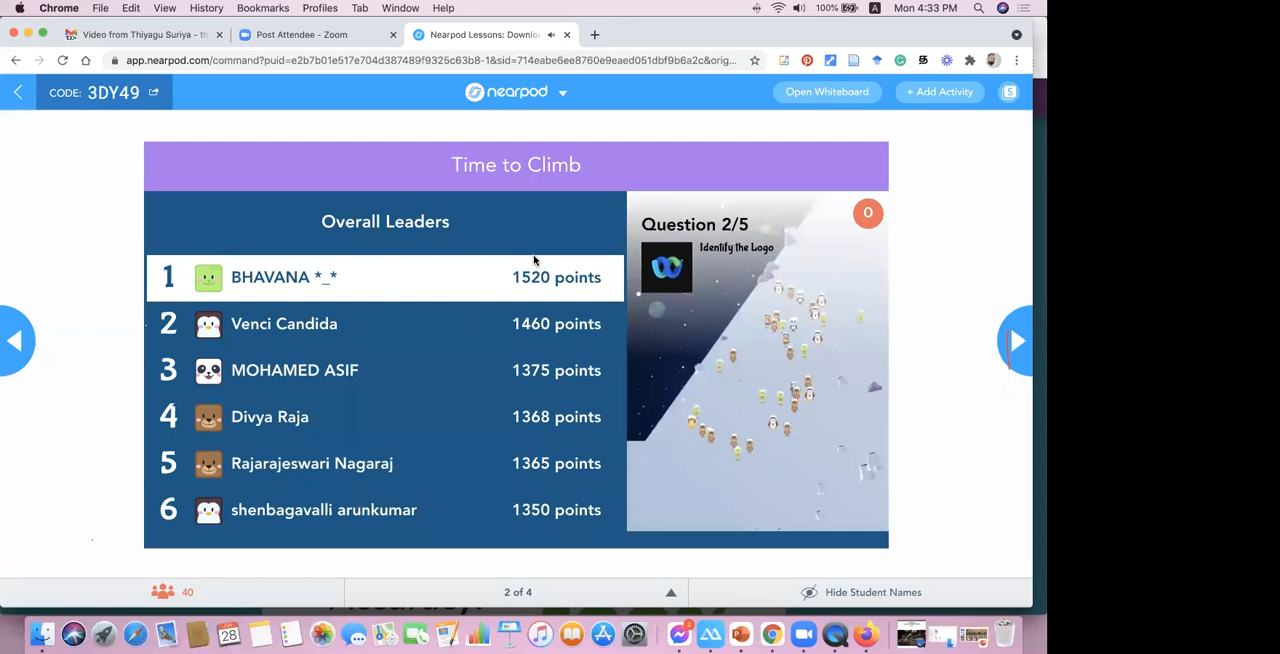 Chrome File Edit View History Bookmarks Profiles Tab Window Help 100% A Mon 4:33 PM
Video from Thiyagu Suriya - th Post Attendee - Zoom Nearpod Lessons: Downlo
app.nearpod.com/command?puid=e2b7b01e517e704d387489f9325c63b8-1&sid=714eabe6ee8760e9eaed051dbf9b6a2c&orig...
CODE: 3DY49 nearpod Open Whiteboard + Add Activity S
Time to Climb
Overall Leaders
1 BHAVANA *_* 1520 points
2 Venci Candida 1460 points
3 MOHAMED ASIF 1375 points
4 Divya Raja 1368 points
5 Rajarajeswari Nagaraj 1365 points
6 shenbagavalli arunkumar 1350 points
Question 2/5 0
Identify the Logo
40 2 of 4 Hide Student Names
JUN
28
2